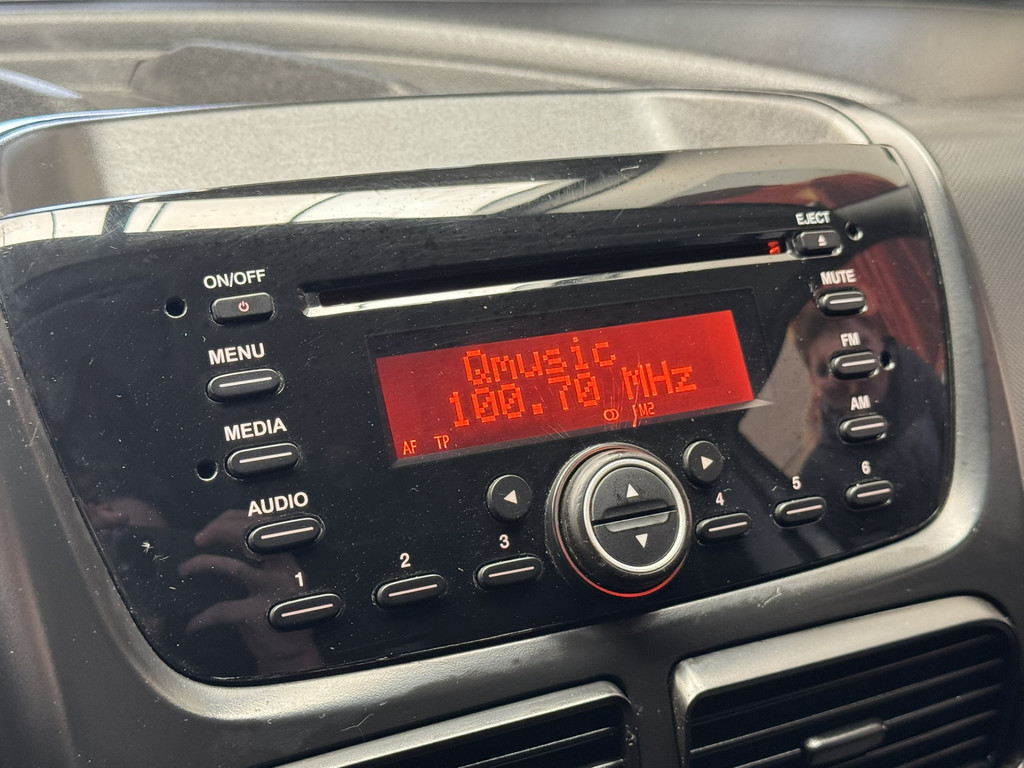 EJECT
ON/OFF
MUTE
MENU
Qmusic
100.70 MHz
FM
MEDIA
AF TP FM2
AM
AUDIO
1
2
3
4
5
6